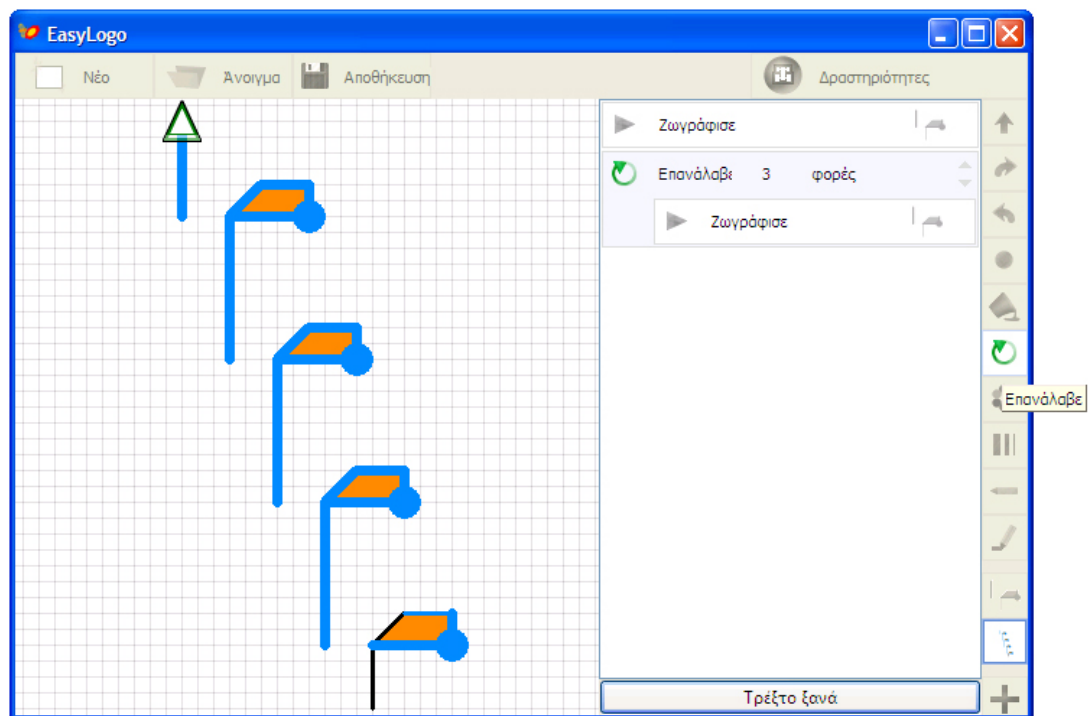 EasyLogo
Νέο Άνοιγμα Αποθήκευση Δραστηριότητες
Ζωγράφισε
Επανάλαβε 3 φορές
Ζωγράφισε
Επανάλαβε
Τρέξτο ξανά